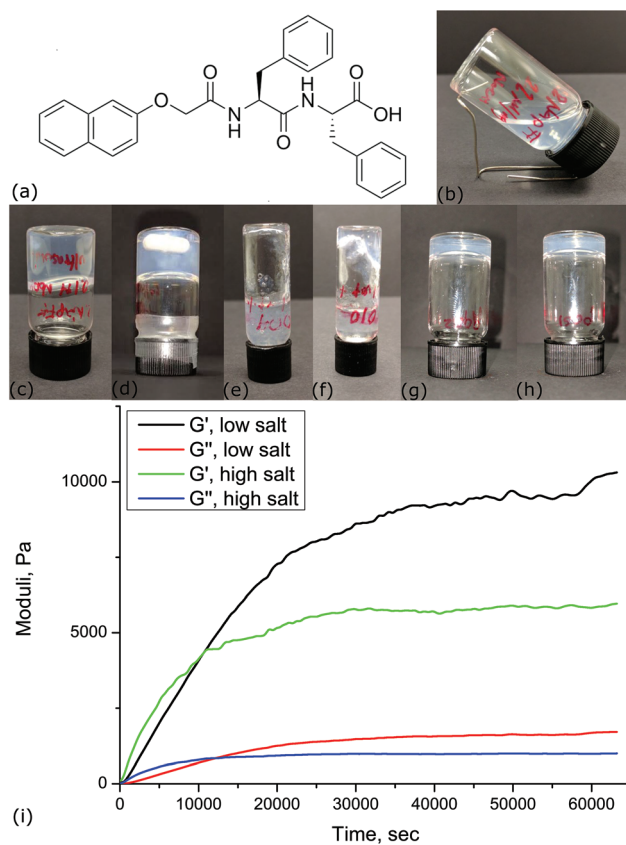 O
O
H
N
OH
O
N
H
O
(a)
(b)
(c)
(d)
(e)
(f)
(g)
(h)
G', low salt
G'', low salt
G', high salt
G'', high salt
10000
5000
0
Moduli, Pa
0 10000 20000 30000 40000 50000 60000
Time, sec
(i)